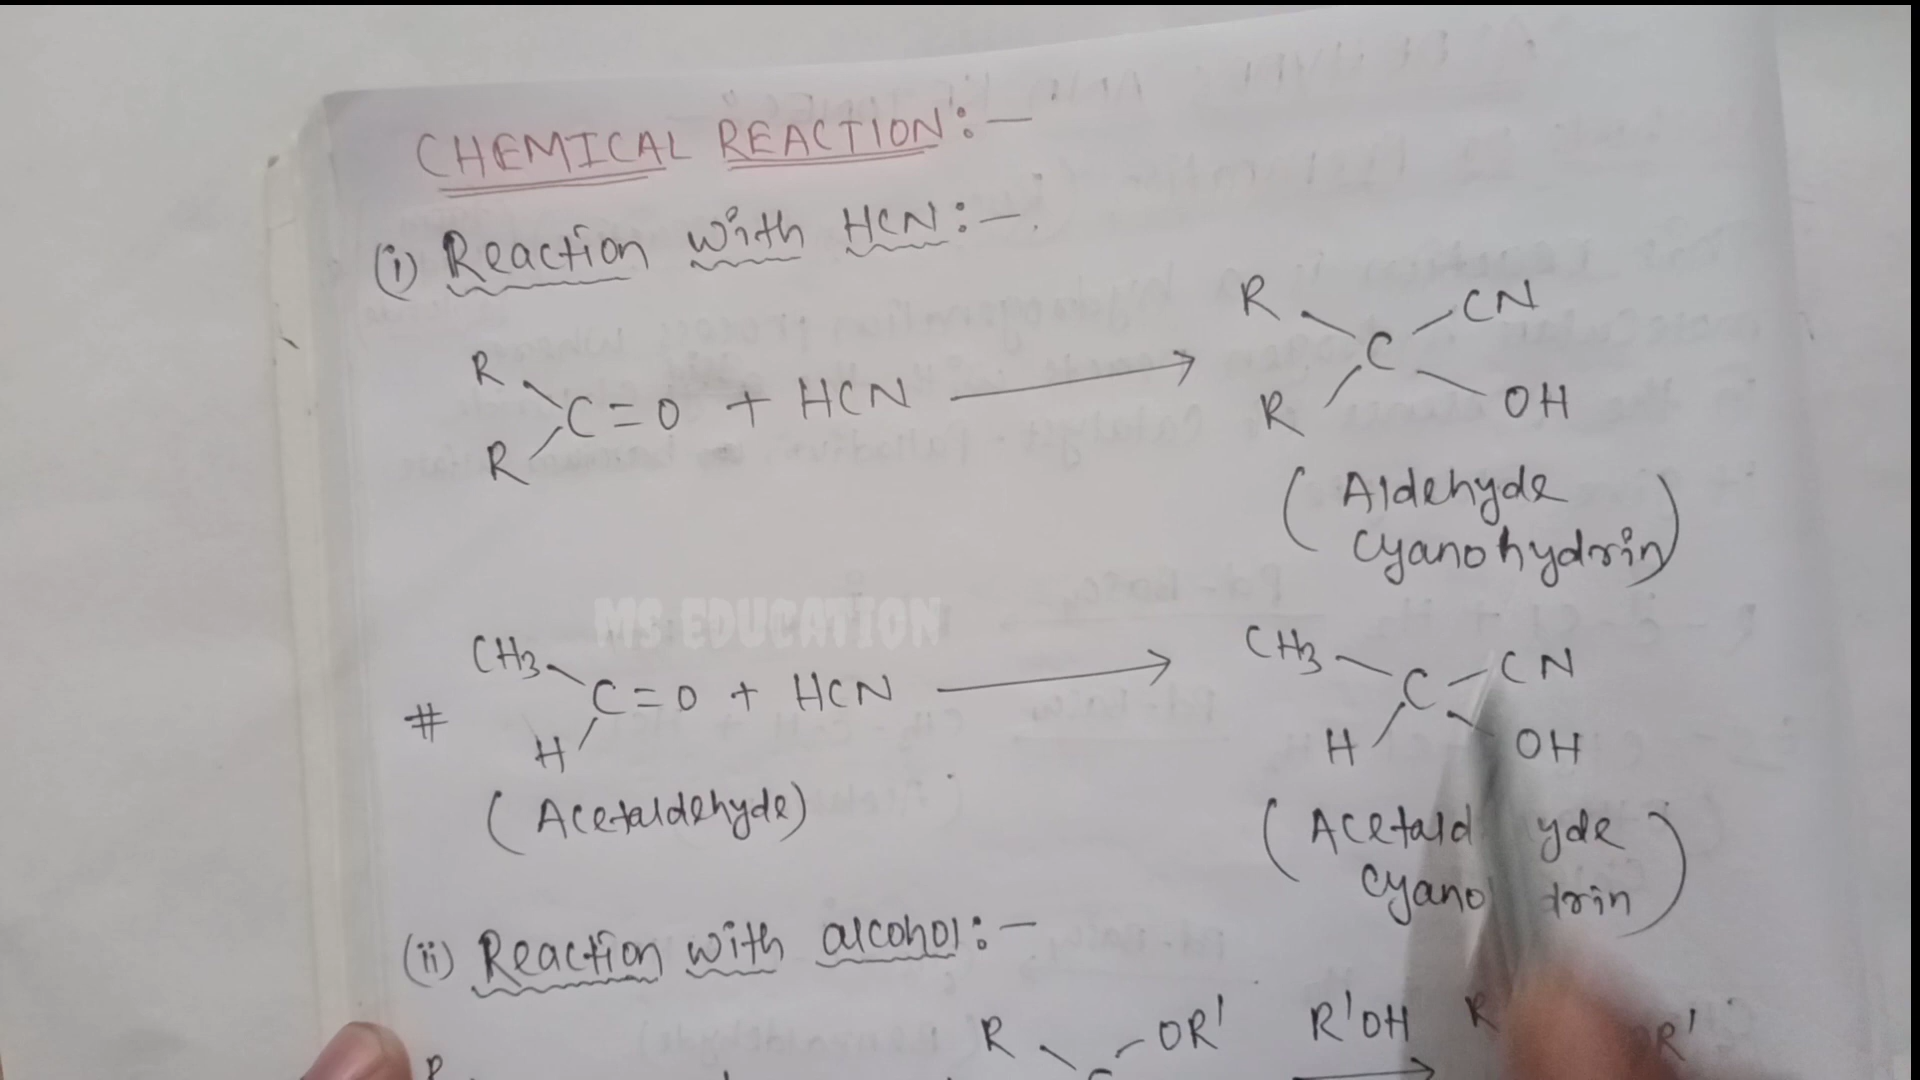 CHEMICAL REACTION:-
(i) Reaction with HCN:-
R
R
C=O + HCN
R
CN
C
R
OH
(Aldehyde
cyanohydrin)
MS EDUCATION
#
CH3
C=O + HCN
H
(Acetaldehyde)
CH3
CN
C
H
OH
(Acetald yde
cyano drin)
(ii) Reaction with alcohol:-
R
OR'
R'OH
R
OR'